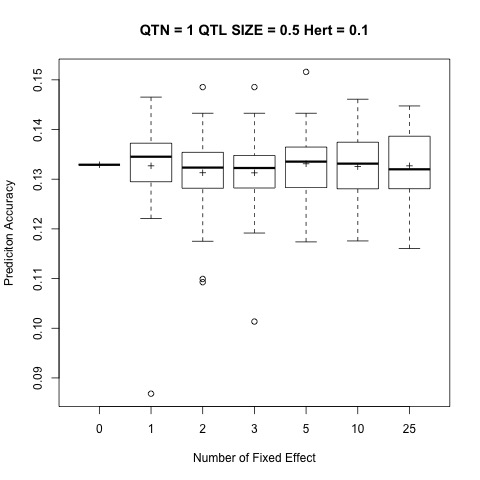 QTN = 1 QTL SIZE = 0.5 Hert = 0.1
Prediciton Accuracy
0.15
0.14
0.13
0.12
0.11
0.10
0.09
0 1 2 3 5 10 25
Number of Fixed Effect